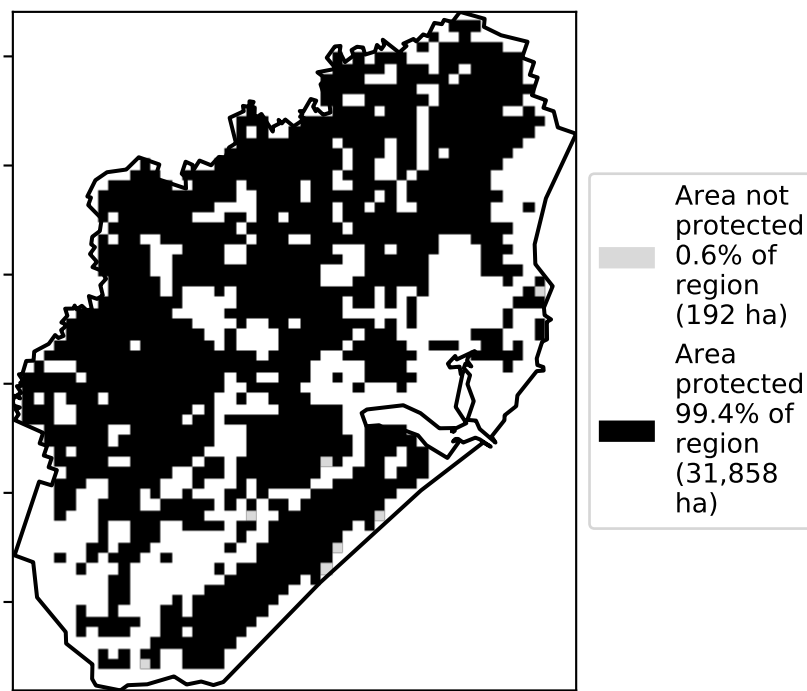 Area not
protected
0.6% of
region
(192 ha)
Area
protected
99.4% of
region
(31,858
ha)